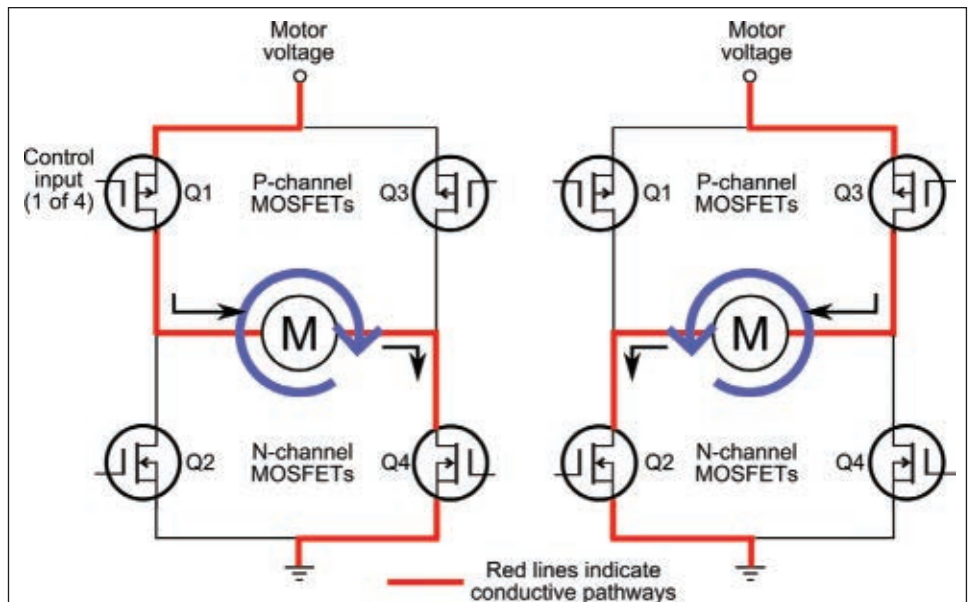 Motor
voltage
Motor
voltage
Control
input
(1 of 4)
Q1
P-channel
MOSFETs
Q3
Q1
P-channel
MOSFETs
Q3
M
M
Q2
N-channel
MOSFETs
Q4
Q2
N-channel
MOSFETs
Q4
Red lines indicate
conductive pathways